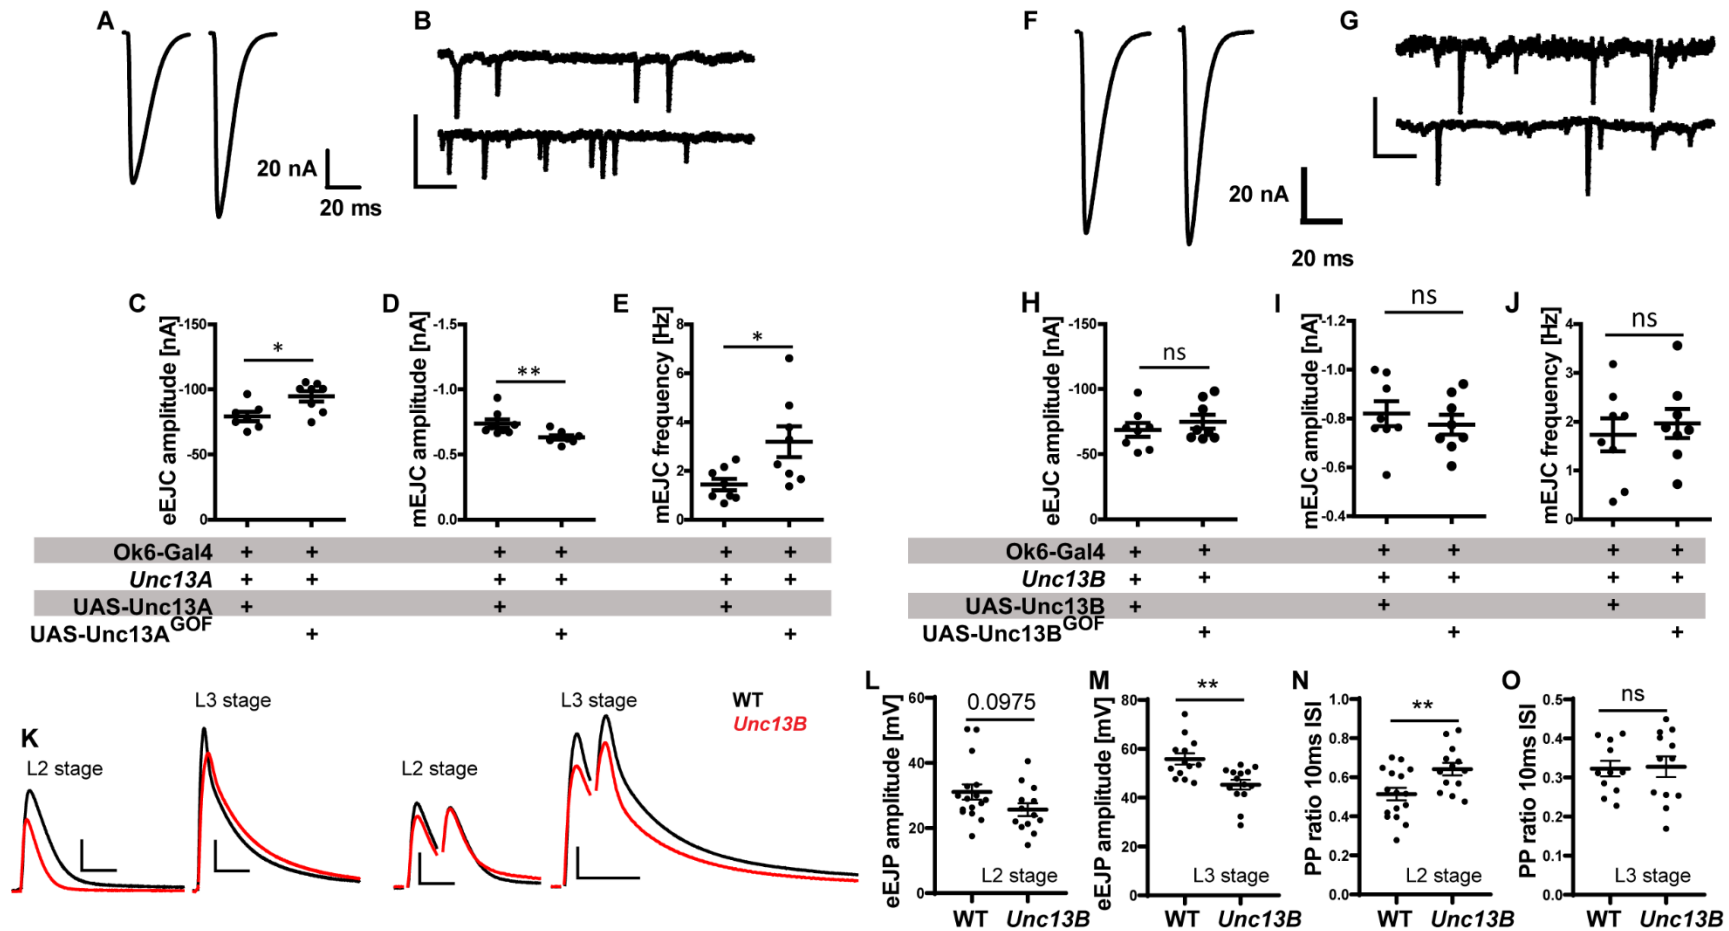 A
B
20 nA
20 ms
F
G
20 nA
20 ms
C
eEJC amplitude [nA]
-150
-100
-50
0
*
D
mEJC amplitude [nA]
-1.5
-1.0
-0.5
0.0
**
E
mEJC frequency [Hz]
8
6
4
2
0
*
H
eEJC amplitude [nA]
-150
-100
-50
0
ns
I
mEJC amplitude [nA]
-1.2
-1.0
-0.8
-0.6
-0.4
ns
J
mEJC frequency [Hz]
4
3
2
1
0
ns
Ok6-Gal4 + + + + + +
Unc13A + + + + + +
UAS-Unc13A + + +
UAS-Unc13A GOF + + +
Ok6-Gal4 + + + + + +
Unc13B + + + + + +
UAS-Unc13B + + +
UAS-Unc13B GOF + + +
K
L2 stage
L3 stage
L2 stage
L3 stage
WT
Unc13B
L
eEJP amplitude [mV]
60
40
20
0
0.0975
L2 stage
WT Unc13B
M
eEJP amplitude [mV]
80
60
40
20
0
**
L3 stage
WT Unc13B
N
PP ratio 10ms ISI
1.0
0.8
0.6
0.4
0.2
0.0
**
L2 stage
WT Unc13B
O
PP ratio 10ms ISI
0.5
0.4
0.3
0.2
0.1
0.0
ns
L3 stage
WT Unc13B